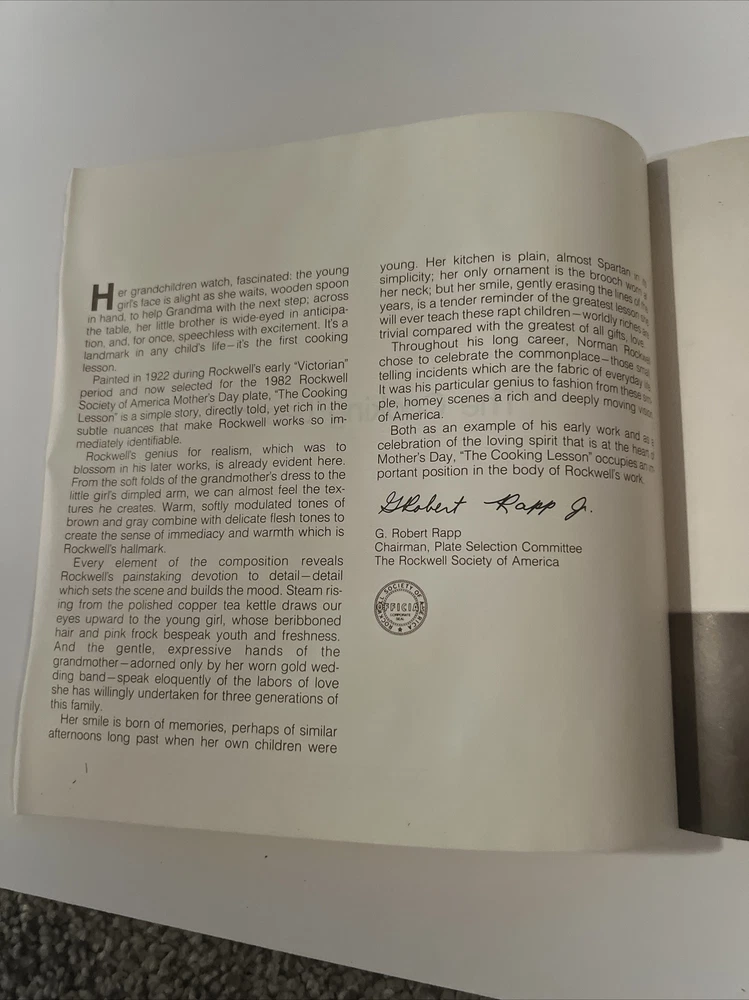 Her grandchildren watch, fascinated: the young
girl's face is alight as she waits, wooden spoon
in hand, to help Grandma with the next step; across
the table, her little brother is wide-eyed in anticipa-
tion, and, for once, speechless with excitement. It's a
landmark in any child's life—it's the first cooking
lesson.
Painted in 1922 during Rockwell's early "Victorian"
period and now selected for the 1982 Rockwell
Society of America Mother's Day plate, "The Cooking
Lesson" is a simple story, directly told, yet rich in the
subtle nuances that make Rockwell works so im-
mediately identifiable.
Rockwell's genius for realism, which was to
blossom in his later works, is already evident here.
From the soft folds of the grandmother's dress to the
little girl's dimpled arm, we can almost feel the tex-
tures he creates. Warm, softly modulated tones of
brown and gray combine with delicate flesh tones to
create the sense of immediacy and warmth which is
Rockwell's hallmark.
Every element of the composition reveals
Rockwell's painstaking devotion to detail—detail
which sets the scene and builds the mood. Steam ris-
ing from the polished copper tea kettle draws our
eyes upward to the young girl, whose beribboned
hair and pink frock bespeak youth and freshness.
And the gentle, expressive hands of the
grandmother—adorned only by her worn gold wed-
ding band—speak eloquently of the labors of love
she has willingly undertaken for three generations of
this family.
Her smile is born of memories, perhaps of similar
afternoons long past when her own children were
young. Her kitchen is plain, almost Spartan in its
simplicity; her only ornament is the brooch worn
her neck; but her smile, gently erasing the lines of
years, is a tender reminder of the greatest lesson she
will ever teach these rapt children—worldly riches are
trivial compared with the greatest of all gifts, love.
Throughout his long career, Norman Rockwell
chose to celebrate the commonplace—those small
telling incidents which are the fabric of everyday life.
It was his particular genius to fashion from these sim-
ple, homey scenes a rich and deeply moving vision
of America.
Both as an example of his early work and as a
celebration of the loving spirit that is at the heart of
Mother's Day, "The Cooking Lesson" occupies an im-
portant position in the body of Rockwell's work.
G Robert Rapp Jr.
G. Robert Rapp
Chairman, Plate Selection Committee
The Rockwell Society of America
ROCKWELL SOCIETY OF AMERICA
OFFICIAL
CORPORATE
SEAL